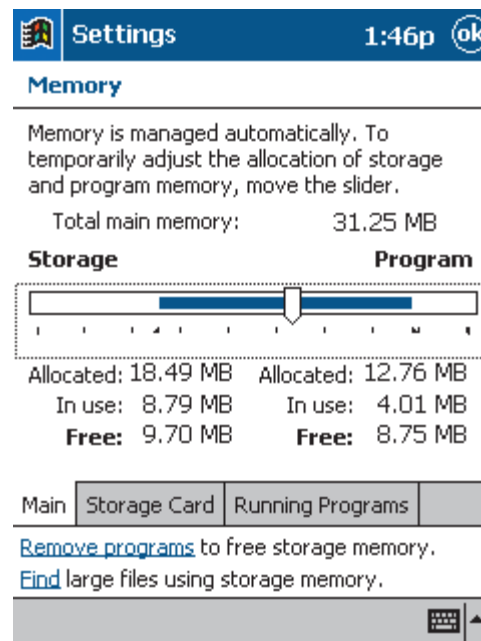 Settings 1:46p ok
Memory
Memory is managed automatically. To
temporarily adjust the allocation of storage
and program memory, move the slider.
Total main memory: 31.25 MB
Storage Program
Allocated: 18.49 MB Allocated: 12.76 MB
In use: 8.79 MB In use: 4.01 MB
Free: 9.70 MB Free: 8.75 MB
Main Storage Card Running Programs
Remove programs to free storage memory.
Find large files using storage memory.